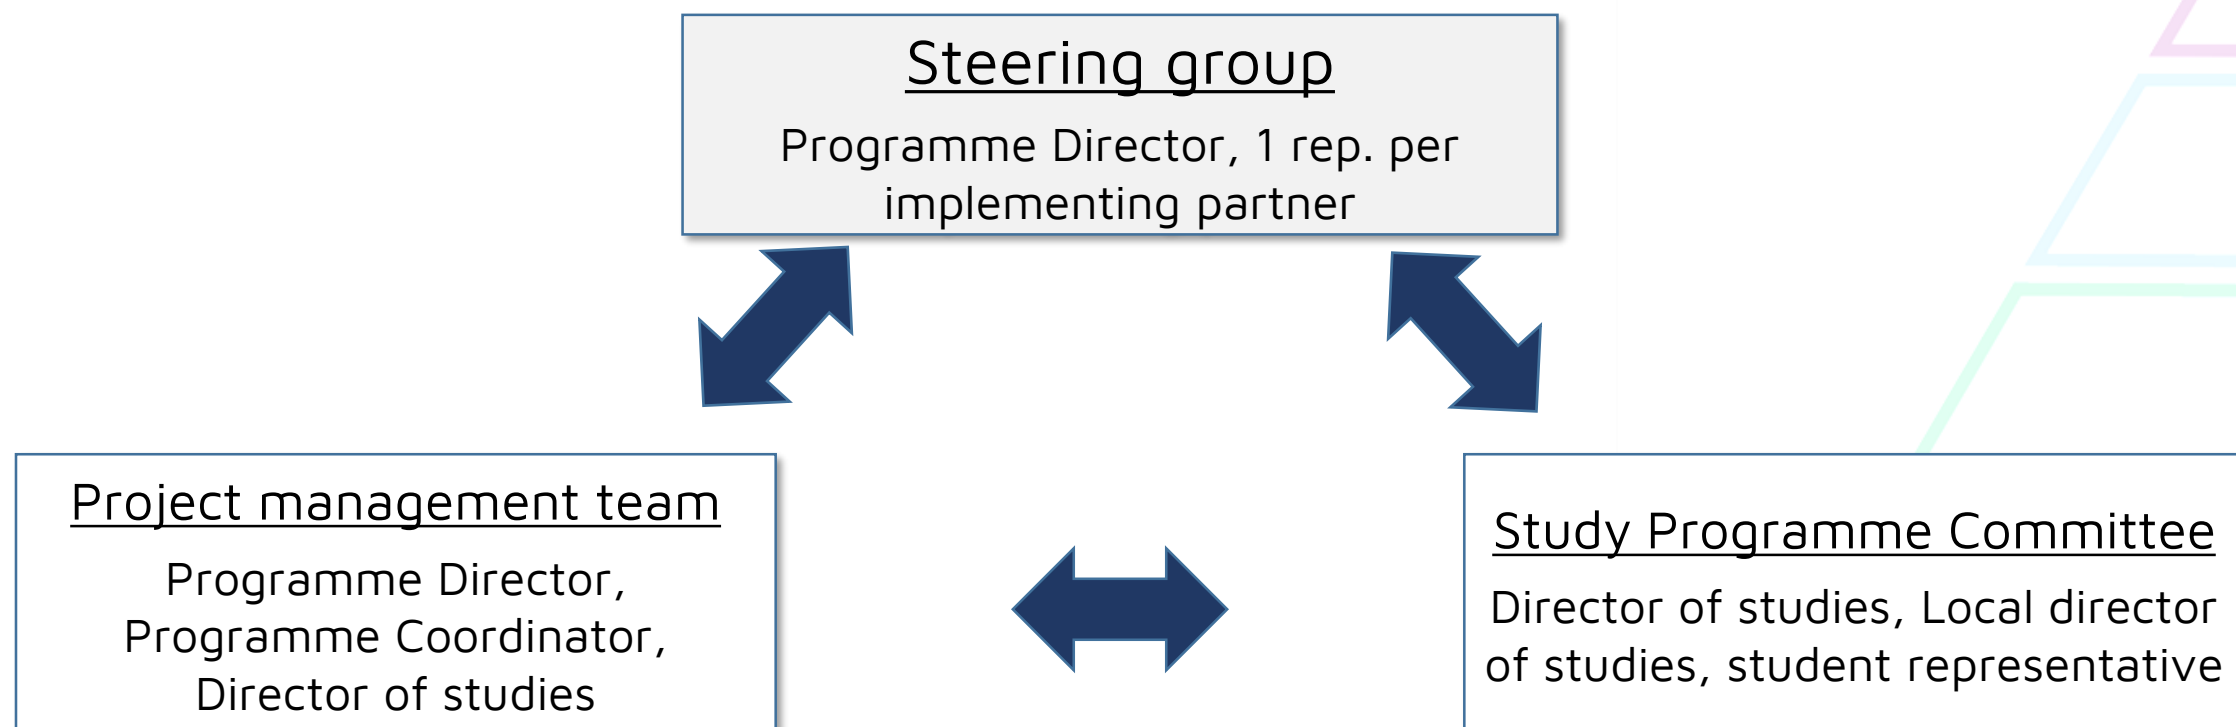 Steering group
Programme Director, 1 rep. per
implementing partner
Project management team
Programme Director,
Programme Coordinator,
Director of studies
Study Programme Committee
Director of studies, Local director
of studies, student representative